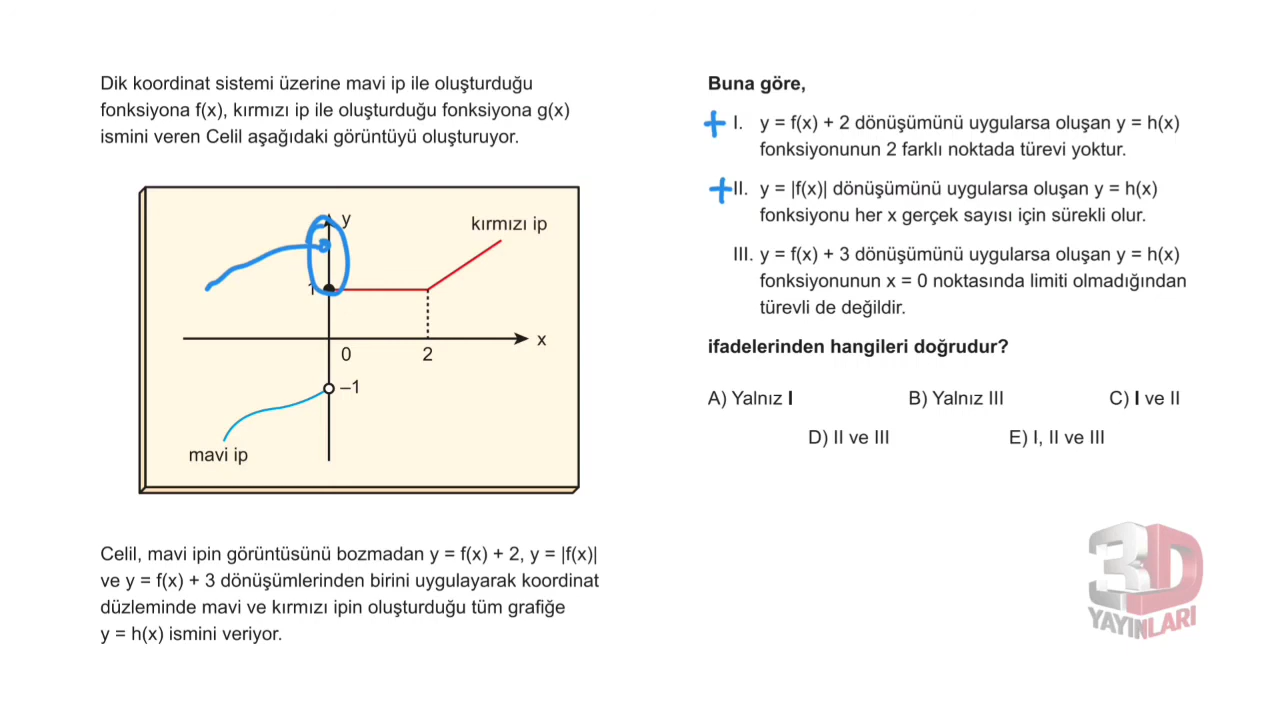 Dik koordinat sistemi üzerine mavi ip ile oluşturduğu
fonksiyona f(x), kırmızı ip ile oluşturduğu fonksiyona g(x)
ismini veren Celil aşağıdaki görüntüyü oluşturuyor.
y
kırmızı ip
1
x
0
2
–1
mavi ip
Celil, mavi ipin görüntüsünü bozmadan y = f(x) + 2, y = |f(x)|
ve y = f(x) + 3 dönüşümlerinden birini uygulayarak koordinat
düzleminde mavi ve kırmızı ipin oluşturduğu tüm grafiğe
y = h(x) ismini veriyor.
Buna göre,
+ I. y = f(x) + 2 dönüşümünü uygularsa oluşan y = h(x)
fonksiyonunun 2 farklı noktada türevi yoktur.
+ II. y = |f(x)| dönüşümünü uygularsa oluşan y = h(x)
fonksiyonu her x gerçek sayısı için sürekli olur.
III. y = f(x) + 3 dönüşümünü uygularsa oluşan y = h(x)
fonksiyonunun x = 0 noktasında limiti olmadığından
türevli de değildir.
ifadelerinden hangileri doğrudur?
A) Yalnız I B) Yalnız III C) I ve II
D) II ve III E) I, II ve III
3D
YAYINLARI